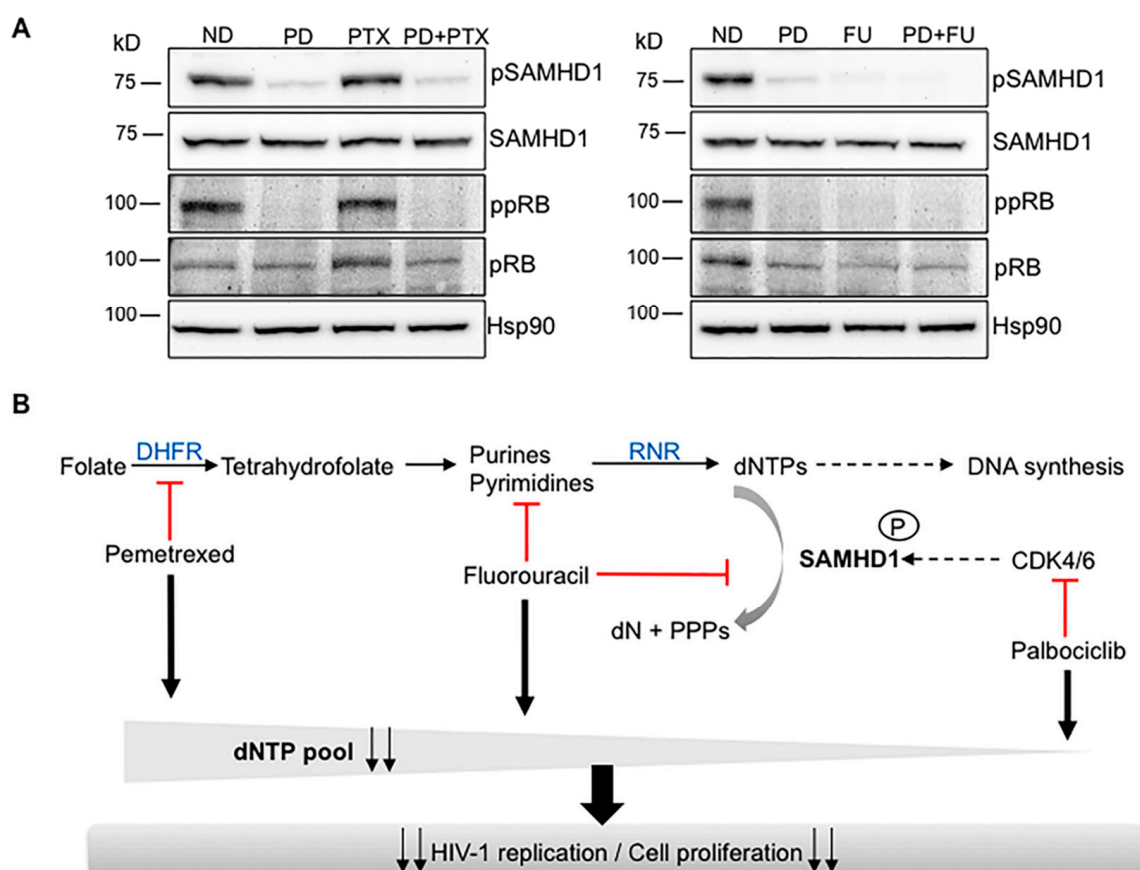 A
kD ND PD PTX PD+PTX
75 pSAMHD1
75 SAMHD1
100 ppRB
100 pRB
100 Hsp90
kD ND PD FU PD+FU
75 pSAMHD1
75 SAMHD1
100 ppRB
100 pRB
100 Hsp90
B
Folate DHFR Tetrahydrofolate Purines Pyrimidines RNR dNTPs DNA synthesis
P
Pemetrexed Fluorouracil SAMHD1 CDK4/6
dN + PPPs
Palbociclib
dNTP pool
HIV-1 replication / Cell proliferation